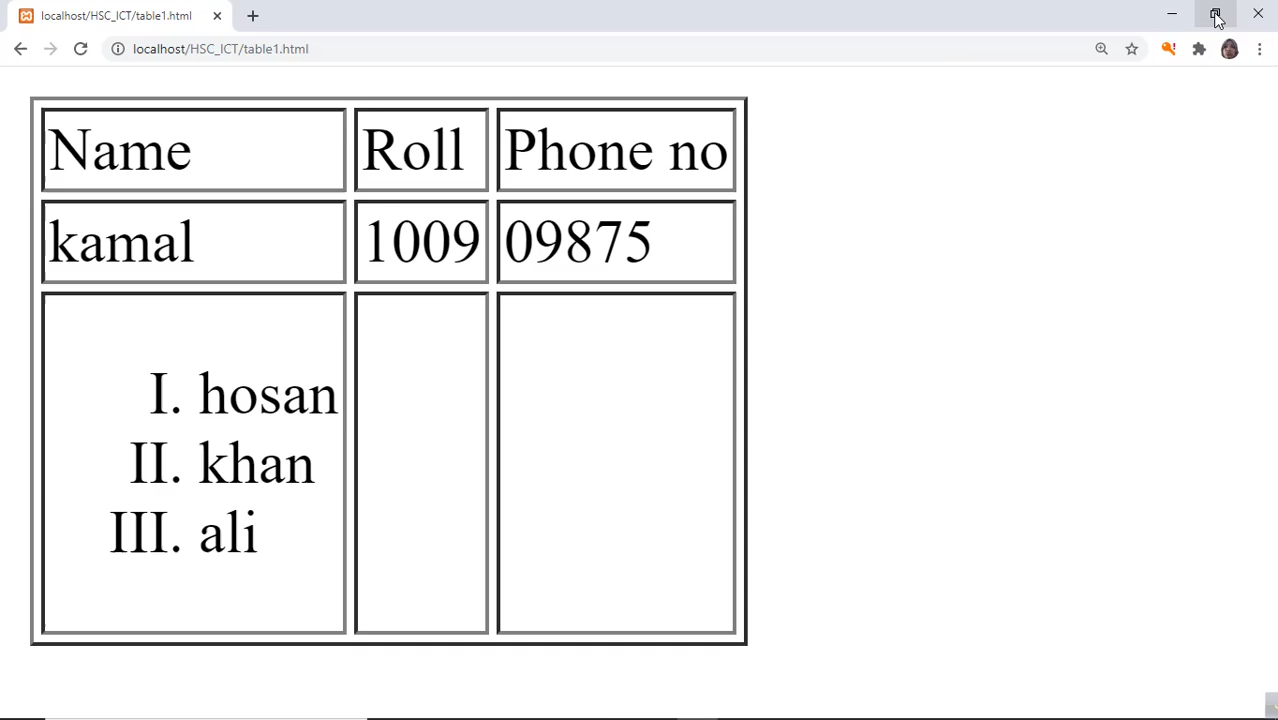 localhost/HSC_ICT/table1.html
localhost/HSC_ICT/table1.html
Name Roll Phone no
kamal 1009 09875
I. hosan
II. khan
III. ali